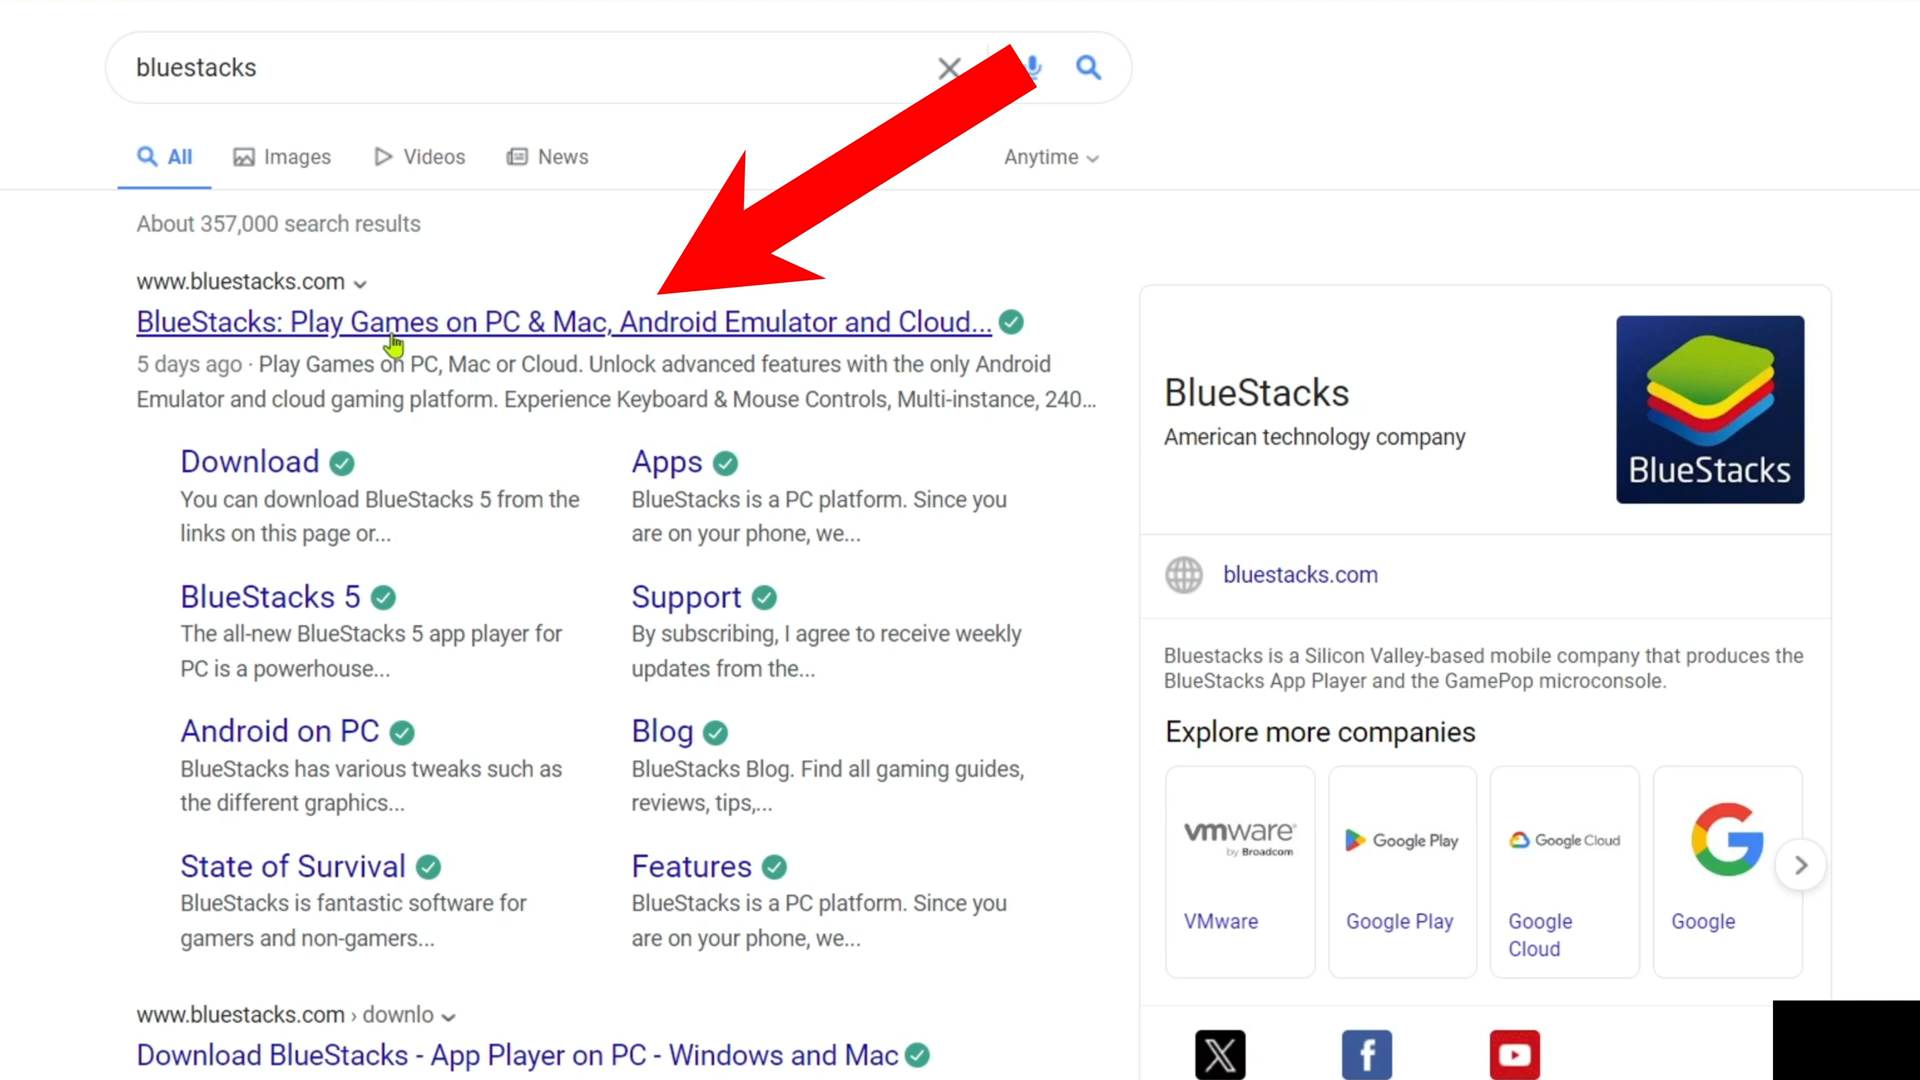 bluestacks
All Images Videos News Anytime
About 357,000 search results
www.bluestacks.com
BlueStacks: Play Games on PC & Mac, Android Emulator and Cloud...
5 days ago · Play Games on PC, Mac or Cloud. Unlock advanced features with the only Android
Emulator and cloud gaming platform. Experience Keyboard & Mouse Controls, Multi-instance, 240...
Download
You can download BlueStacks 5 from the
links on this page or...
Apps
BlueStacks is a PC platform. Since you
are on your phone, we...
BlueStacks 5
The all-new BlueStacks 5 app player for
PC is a powerhouse...
Support
By subscribing, I agree to receive weekly
updates from the...
Android on PC
BlueStacks has various tweaks such as
the different graphics...
Blog
BlueStacks Blog. Find all gaming guides,
reviews, tips,...
State of Survival
BlueStacks is fantastic software for
gamers and non-gamers...
Features
BlueStacks is a PC platform. Since you
are on your phone, we...
www.bluestacks.com › downlo
Download BlueStacks - App Player on PC - Windows and Mac
BlueStacks
American technology company
BlueStacks
bluestacks.com
Bluestacks is a Silicon Valley-based mobile company that produces the
BlueStacks App Player and the GamePop microconsole.
Explore more companies
vmware
by Broadcom
VMware
Google Play
Google Play
Google Cloud
Google
Cloud
G
Google
X
f